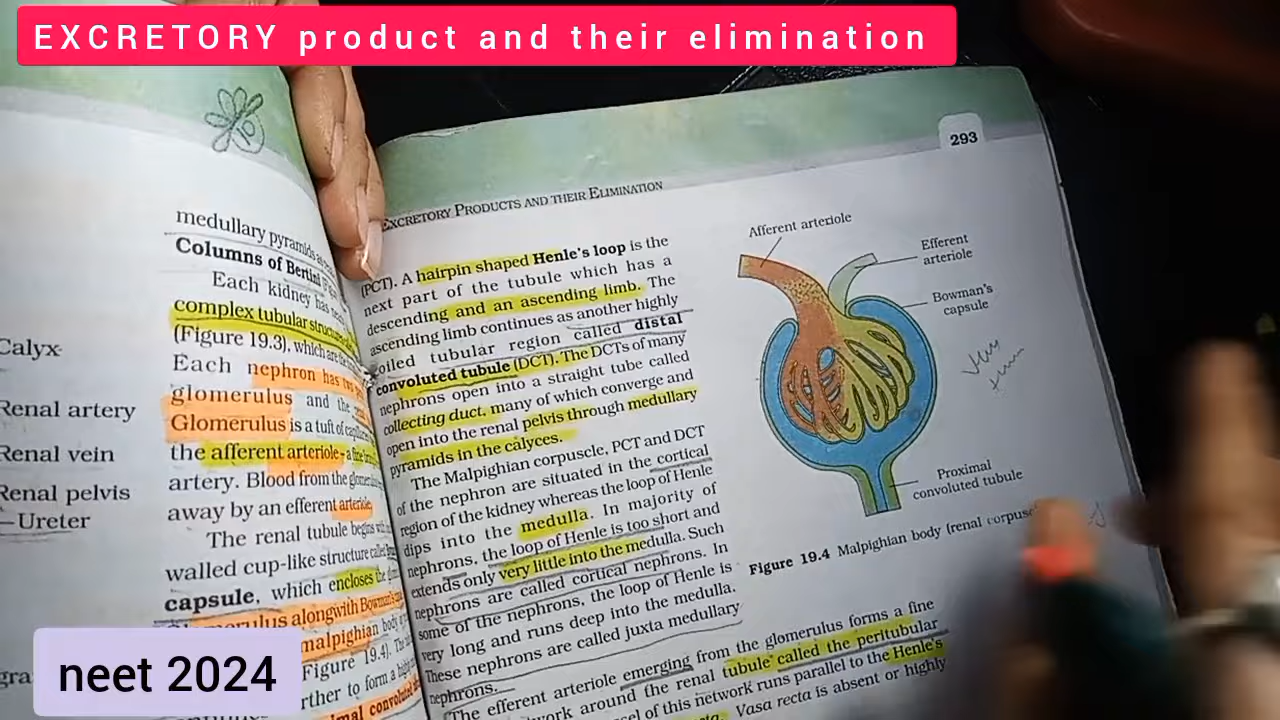 EXCRETORY product and their elimination
293
EXCRETORY PRODUCTS AND THEIR ELIMINATION
medullary pyramids as
Columns of Bertini
Each kidney has
complex tubular
(Figure 19.3), which are the
Each nephron has
glomerulus and the
Glomerulus is a tuft of
the afferent arteriole – a
artery. Blood from the
away by an efferent arteriole.
The renal tubule begins
walled cup-like structure called
capsule, which encloses the
alongwith Bowman's
malpighian body
(Figure 19.4). The
to form a
convoluted
Calyx
Renal artery
Renal vein
Renal pelvis
Ureter
(PCT). A hairpin shaped Henle's loop is the
next part of the tubule which has a
descending and an ascending limb. The
ascending limb continues as another highly
oiled tubular region called distal
convoluted tubule (DCT). The DCTs of many
nephrons open into a straight tube called
collecting duct, many of which converge and
open into the renal pelvis through medullary
pyramids in the calyces.
The Malpighian corpuscle, PCT and DCT
of the nephron are situated in the cortical
region of the kidney whereas the loop of Henle
dips into the medulla. In majority of
nephrons, the loop of Henle is too short and
extends only very little into the medulla. Such
nephrons are called cortical nephrons. In
some of the nephrons, the loop of Henle is
very long and runs deep into the medulla.
These nephrons are called juxta medullary
nephrons.
The efferent arteriole emerging from the glomerulus forms a fine
work around the renal tubule called the peritubular
of this network runs parallel to the Henle's
Vasa recta is absent or highly
Afferent arteriole
Efferent
arteriole
Bowman's
capsule
Proximal
convoluted tubule
Figure 19.4 Malpighian body (renal
neet 2024